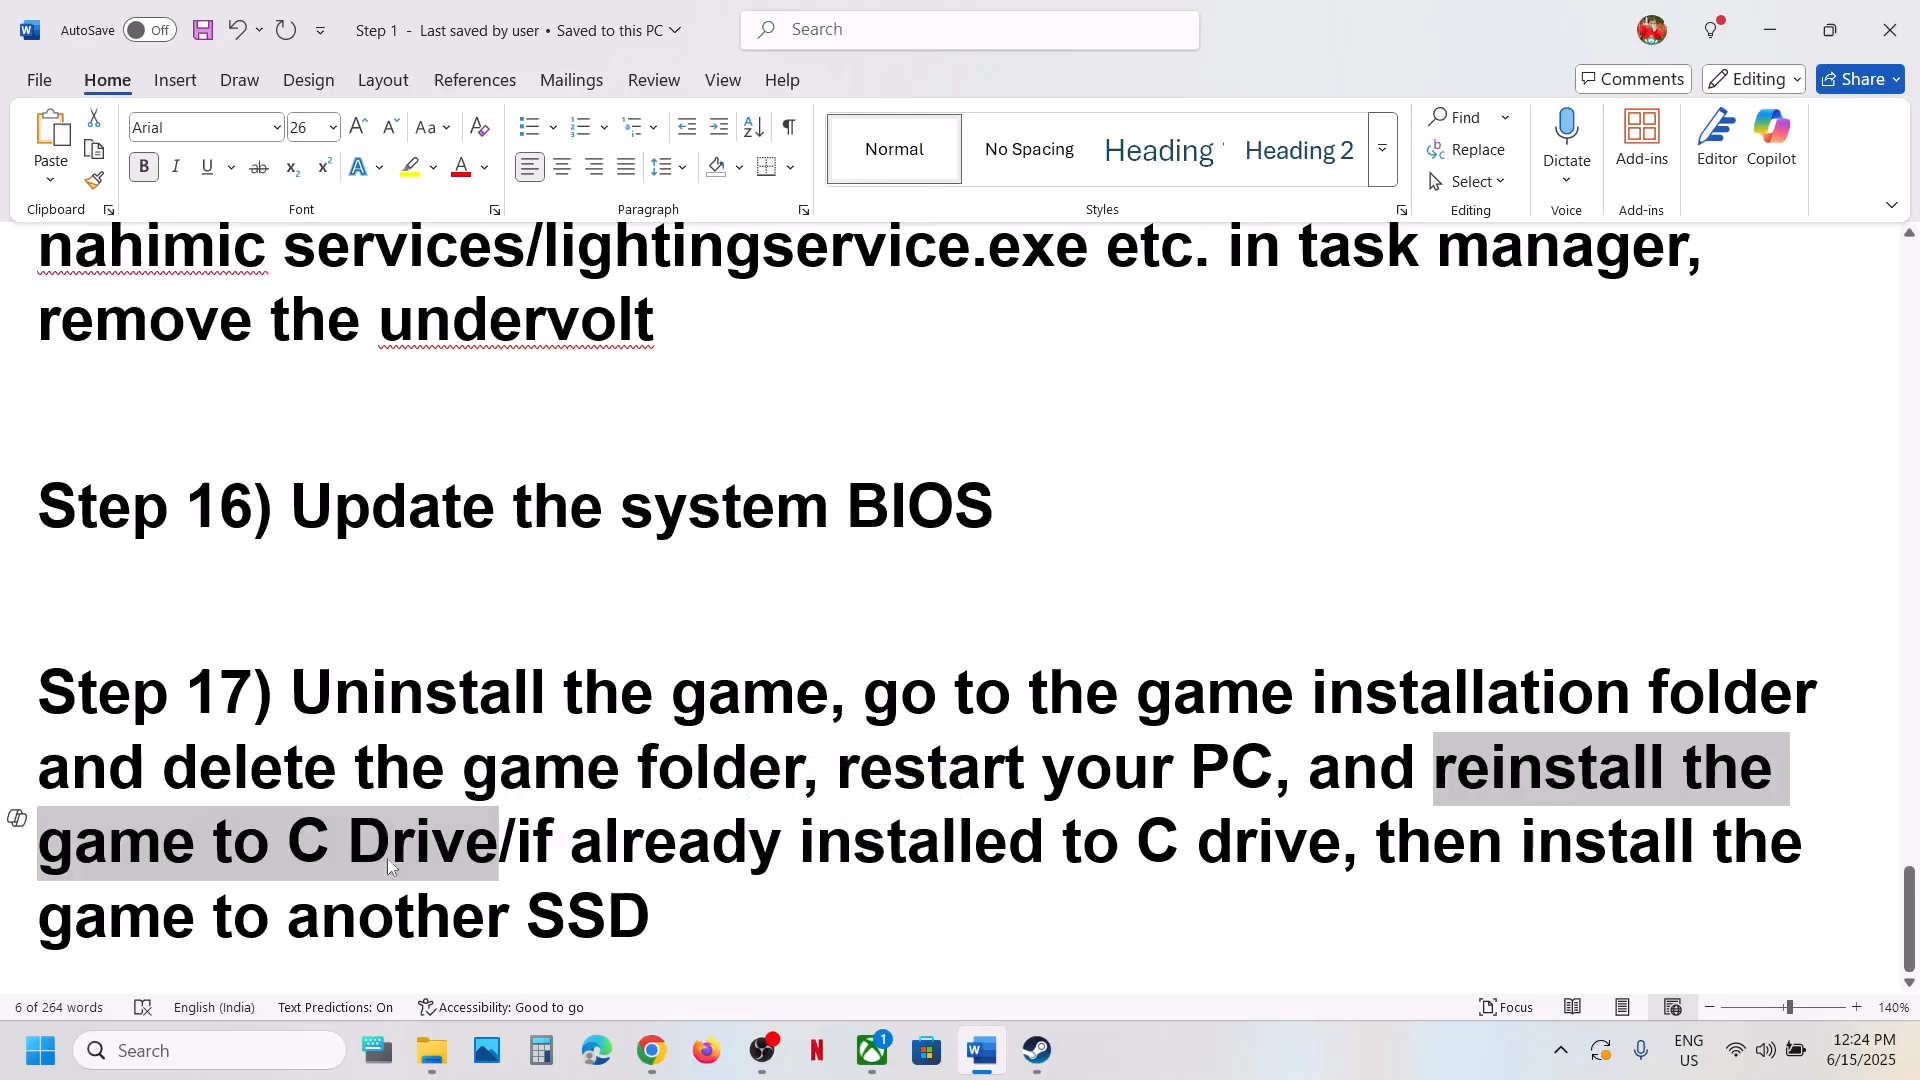 AutoSave Off Step 1 - Last saved by user • Saved to this PC Search
File Home Insert Draw Design Layout References Mailings Review View Help Comments Editing Share
Paste Arial 26 Aa Normal No Spacing Heading Heading 2 Find Replace Select Dictate Add-ins Editor Copilot
Clipboard Font Paragraph Styles Editing Voice Add-ins
nahimic services/lightingservice.exe etc. in task manager,
remove the undervolt
Step 16) Update the system BIOS
Step 17) Uninstall the game, go to the game installation folder
and delete the game folder, restart your PC, and reinstall the
game to C Drive/if already installed to C drive, then install the
game to another SSD
6 of 264 words English (India) Text Predictions: On Accessibility: Good to go Focus 140%
Search 1 ENG US 12:24 PM 6/15/2025